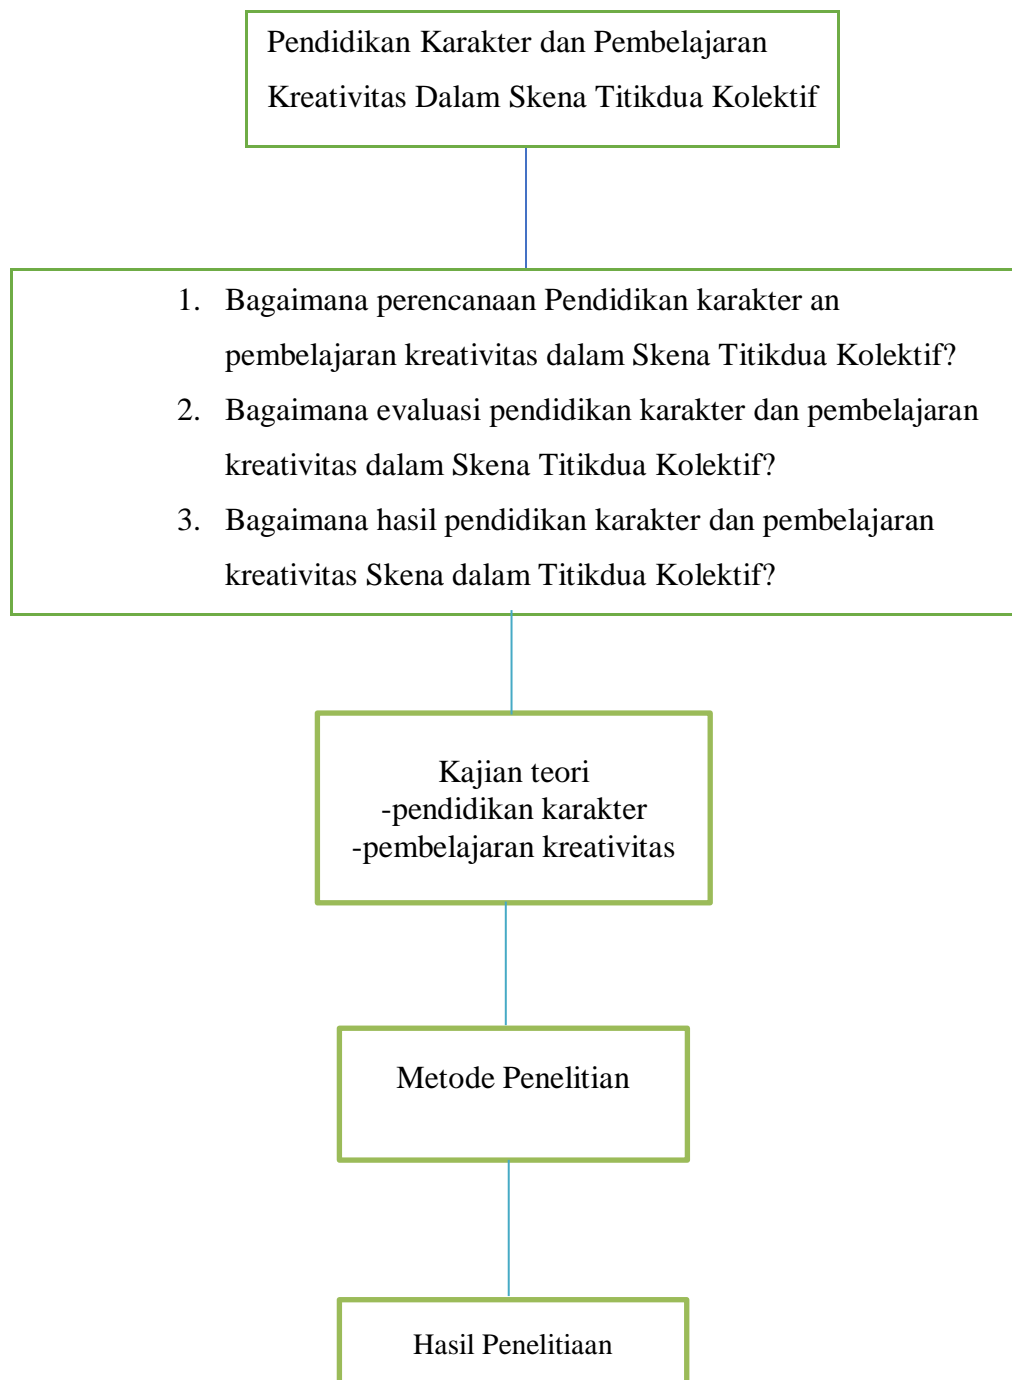 Pendidikan Karakter dan Pembelajaran
Kreativitas Dalam Skena Titikdua Kolektif
1. Bagaimana perencanaan Pendidikan karakter an
pembelajaran kreativitas dalam Skena Titikdua Kolektif?
2. Bagaimana evaluasi pendidikan karakter dan pembelajaran
kreativitas dalam Skena Titikdua Kolektif?
3. Bagaimana hasil pendidikan karakter dan pembelajaran
kreativitas Skena dalam Titikdua Kolektif?
Kajian teori
-pendidikan karakter
-pembelajaran kreativitas
Metode Penelitian
Hasil Penelitiaan